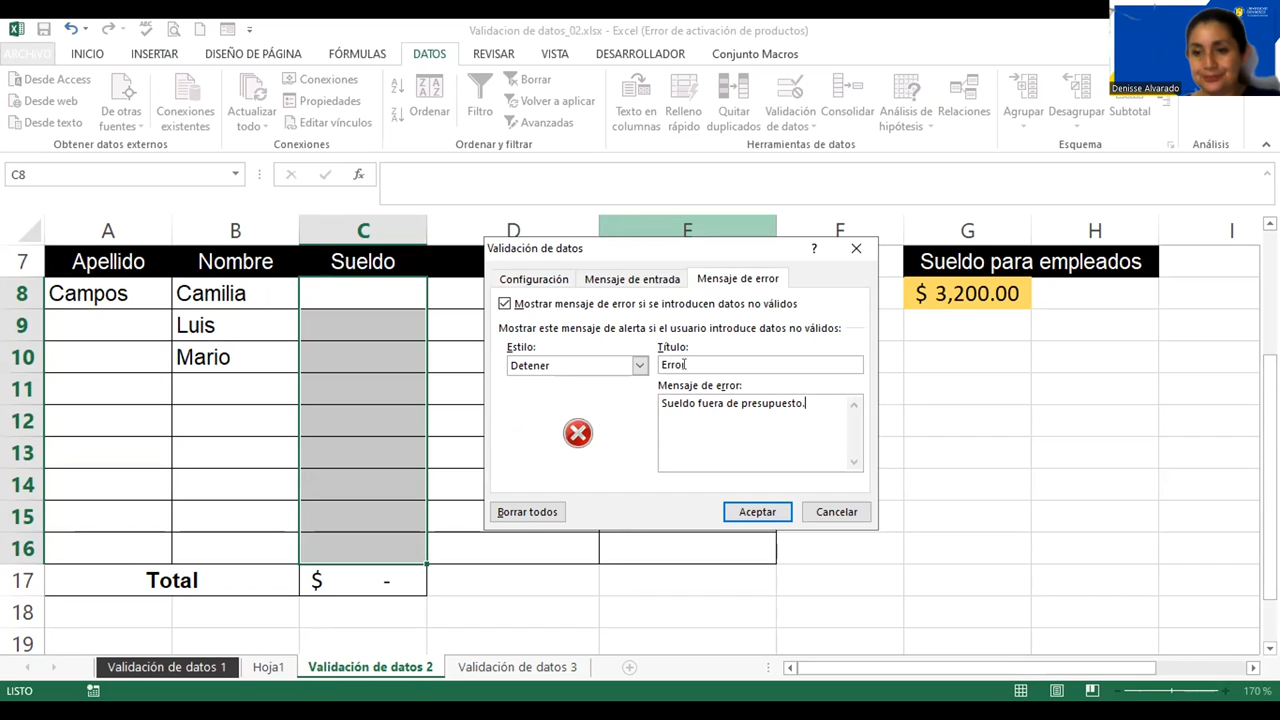 Validacion de datos_02.xlsx - Excel (Error de activación de productos)
ARCHIVO INICIO INSERTAR DISEÑO DE PÁGINA FÓRMULAS DATOS REVISAR VISTA DESARROLLADOR Conjunto Macros
Denisse Alvarado
Desde Access
Desde web
Desde texto
De otras fuentes
Conexiones existentes
Obtener datos externos
Actualizar todo
Conexiones
Propiedades
Editar vínculos
Conexiones
Ordenar
Filtro
Borrar
Volver a aplicar
Avanzadas
Ordenar y filtrar
Texto en columnas
Relleno rápido
Quitar duplicados
Validación de datos
Consolidar
Análisis de hipótesis
Relaciones
Herramientas de datos
Agrupar
Desagrupar
Subtotal
Esquema
Análisis
C8
fx
A B C D E F G H I
7 Apellido Nombre Sueldo Sueldo para empleados
8 Campos Camilia $ 3,200.00
9 Luis
10 Mario
11
12
13
14
15
16
17 Total $ -
18
19
Validación de datos ?
Configuración Mensaje de entrada Mensaje de error
Mostrar mensaje de error si se introducen datos no válidos
Mostrar este mensaje de alerta si el usuario introduce datos no válidos:
Estilo: Título:
Detener Error
Mensaje de error:
Sueldo fuera de presupuesto.
Borrar todos Aceptar Cancelar
Validación de datos 1 Hoja1 Validación de datos 2 Validación de datos 3
LISTO 170 %